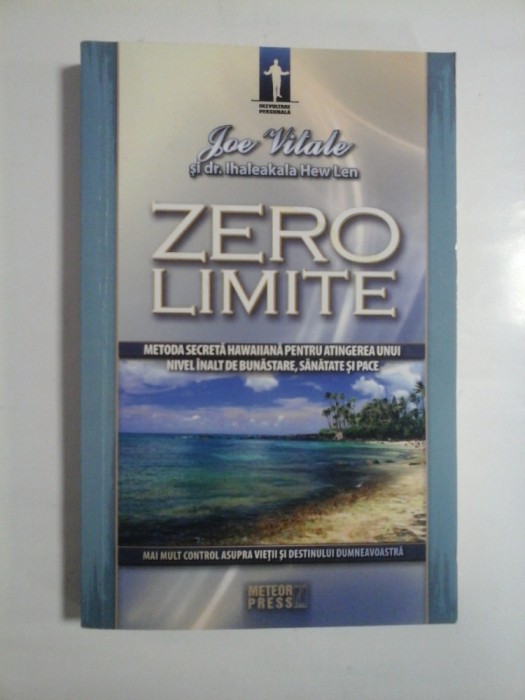 DEZVOLTARE
PERSONALĂ
Joe Vitale
și dr. Ihaleakala Hew Len
ZERO
LIMITE
METODA SECRETĂ HAWAIIANĂ PENTRU ATINGEREA UNUI
NIVEL ÎNALT DE BUNĂSTARE, SĂNĂTATE ȘI PACE
MAI MULT CONTROL ASUPRA VIEȚII ȘI DESTINULUI DUMNEAVOASTRĂ
METEOR
PRESS